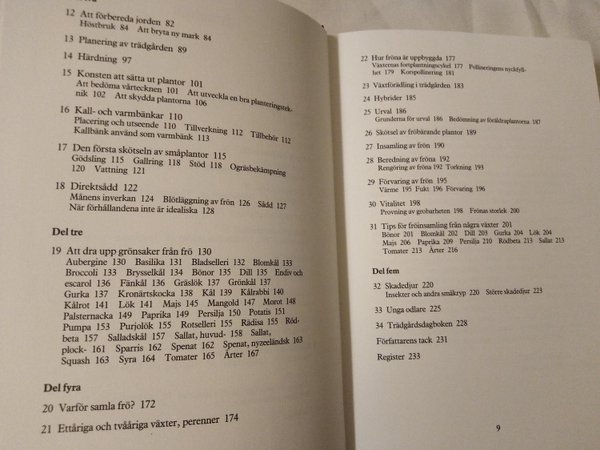 12 Att förbereda jorden 82
Höstbruk 84 Att bryta ny mark 84
13 Planering av trädgården 89
14 Härdning 97
15 Konsten att sätta ut plantor 101
Att bedöma vårtecknen 101 Att utveckla en bra planteringstek-
nik 102 Att skydda plantorna 106
16 Kall- och varmbänkar 110
Placering och utseende 110 Tillverkning 112 Tillbehör 112
Kallbänk använd som varmbänk 113
17 Den första skötseln av småplantor 115
Gödsling 115 Gallring 118 Stöd 118 Ogräsbekämpning
120 Vattning 121
18 Direktsådd 122
Månens inverkan 124 Blötläggning av frön 126 Sådd 127
När förhållandena inte är idealiska 128
Del tre
19 Att dra upp grönsaker från frö 130
Aubergine 130 Basilika 131 Bladselleri 132 Blomkål 133
Broccoli 133 Brysselkål 134 Bönor 135 Dill 135 Endiv och
escarol 136 Fänkål 136 Gräslök 137 Grönkål 137
Gurka 137 Kronärtskocka 138 Kål 139 Kålrabbi 140
Kålrot 141 Lök 141 Majs 145 Mangold 147 Morot 148
Palsternacka 149 Paprika 149 Persilja 150 Potatis 151
Pumpa 153 Purjolök 155 Rotselleri 155 Rädisa 155 Röd-
beta 157 Salladskål 157 Sallat, huvud- 158 Sallat,
plock- 161 Sparris 162 Spenat 162 Spenat, nyzeeländsk 163
Squash 163 Syra 164 Tomater 165 Ärter 167
Del fyra
20 Varför samla frö? 172
21 Ettåriga och tvååriga växter, perenner 174
22 Hur fröna är uppbyggda 177
Växternas fortplantningscykel 177 Pollineringens nyckfyll-
het 179 Korspollinering 181
23 Växtförädling i trädgården 183
24 Hybrider 185
25 Urval 186
Grunderna för urval 186 Bedömning av föräldraplantorna 187
26 Skötsel av fröbärande plantor 189
27 Insamling av frön 190
28 Beredning av fröna 192
Rengöring av fröna 192 Torkning 193
29 Förvaring av frön 195
Värme 195 Fukt 196 Förvaring 196
30 Vitalitet 198
Provning av grobarheten 198 Frönas storlek 200
31 Tips för fröinsamling från några växter 201
Bönor 201 Blomkål 202 Dill 203 Gurka 204 Lök 204
Majs 206 Paprika 209 Persilja 210 Rödbeta 213 Sallat 213
Tomater 213 Ärter 216
Del fem
32 Skadedjur 220
Insekter och andra småkryp 220 Större skadedjur 223
33 Unga odlare 225
34 Trädgårdsdagboken 228
Författarens tack 231
Register 233
9